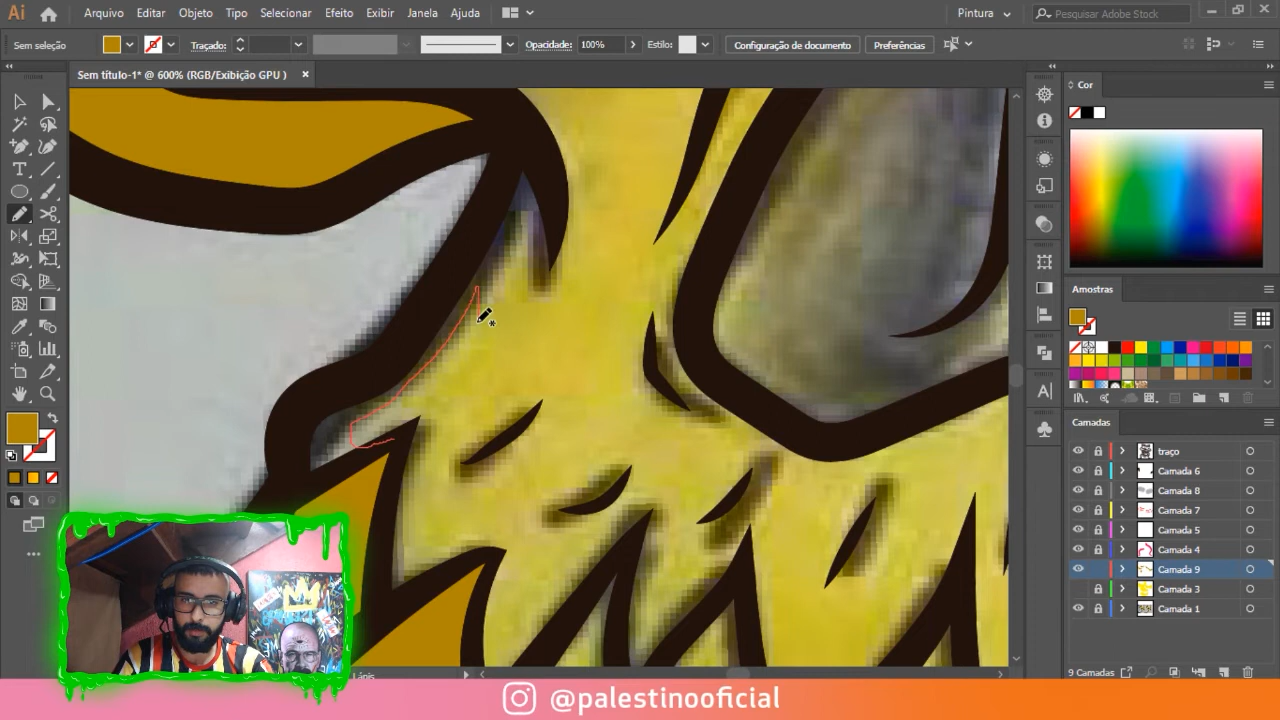 Ai
Arquivo Editar Objeto Tipo Selecionar Efeito Exibir Janela Ajuda
Pintura
Pesquisar Adobe Stock
Sem seleção
Traçado:
Opacidade: 100%
Estilo:
Configuração de documento
Preferências
Sem título-1* @ 600% (RGB/Exibição GPU )
Cor
Amostras
Camadas
traço
Camada 6
Camada 8
Camada 7
Camada 5
Camada 4
Camada 9
Camada 3
Camada 1
9 Camadas
Lápis
@palestinooficial